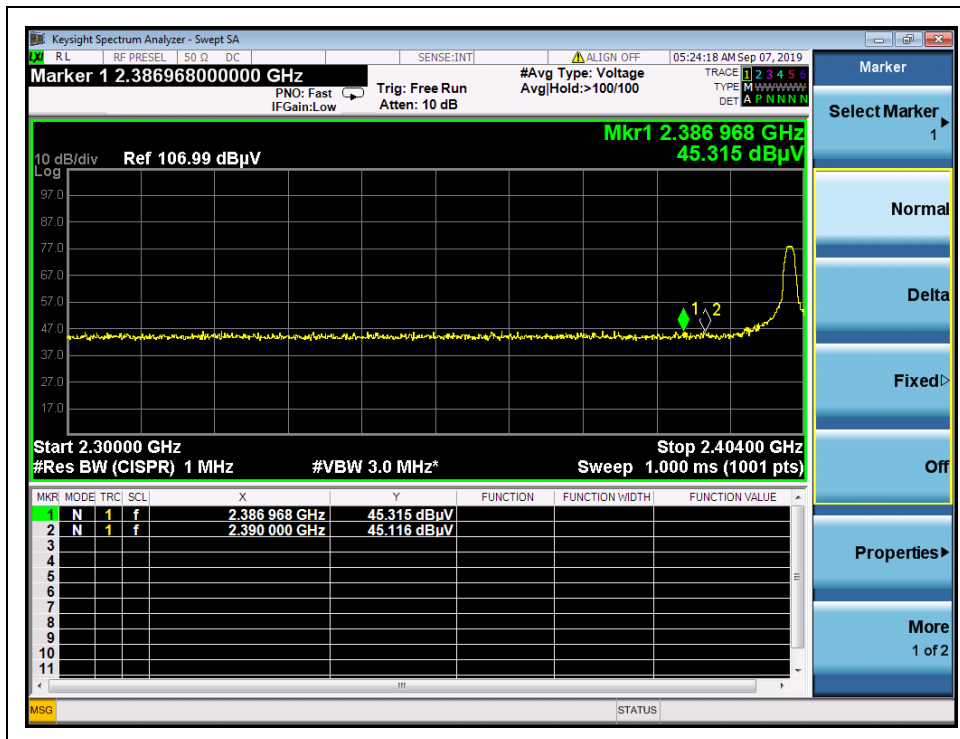 Keysight Spectrum Analyzer - Swept SA
LXI RL RF PRESEL 50 Ω DC SENSE:INT ALIGN OFF 05:24:18 AM Sep 07, 2019
Marker 1 2.386968000000 GHz
PNO: Fast
IFGain:Low
Trig: Free Run
Atten: 10 dB
#Avg Type: Voltage
Avg|Hold:>100/100
TRACE 1 2 3 4 5 6
TYPE M WWWWW
DET A P N N N N
Mkr1 2.386 968 GHz
45.315 dBµV
10 dB/div Ref 106.99 dBµV
Log
97.0
87.0
77.0
67.0
57.0
47.0
37.0
27.0
17.0
1
2
Start 2.30000 GHz Stop 2.40400 GHz
#Res BW (CISPR) 1 MHz #VBW 3.0 MHz* Sweep 1.000 ms (1001 pts)
MKR MODE TRC SCL X Y FUNCTION FUNCTION WIDTH FUNCTION VALUE
1 N 1 f 2.386 968 GHz 45.315 dBµV
2 N 1 f 2.390 000 GHz 45.116 dBµV
3
4
5
6
7
8
9
10
11
MSG STATUS
Marker
Select Marker
1
Normal
Delta
Fixed
Off
Properties
More
1 of 2